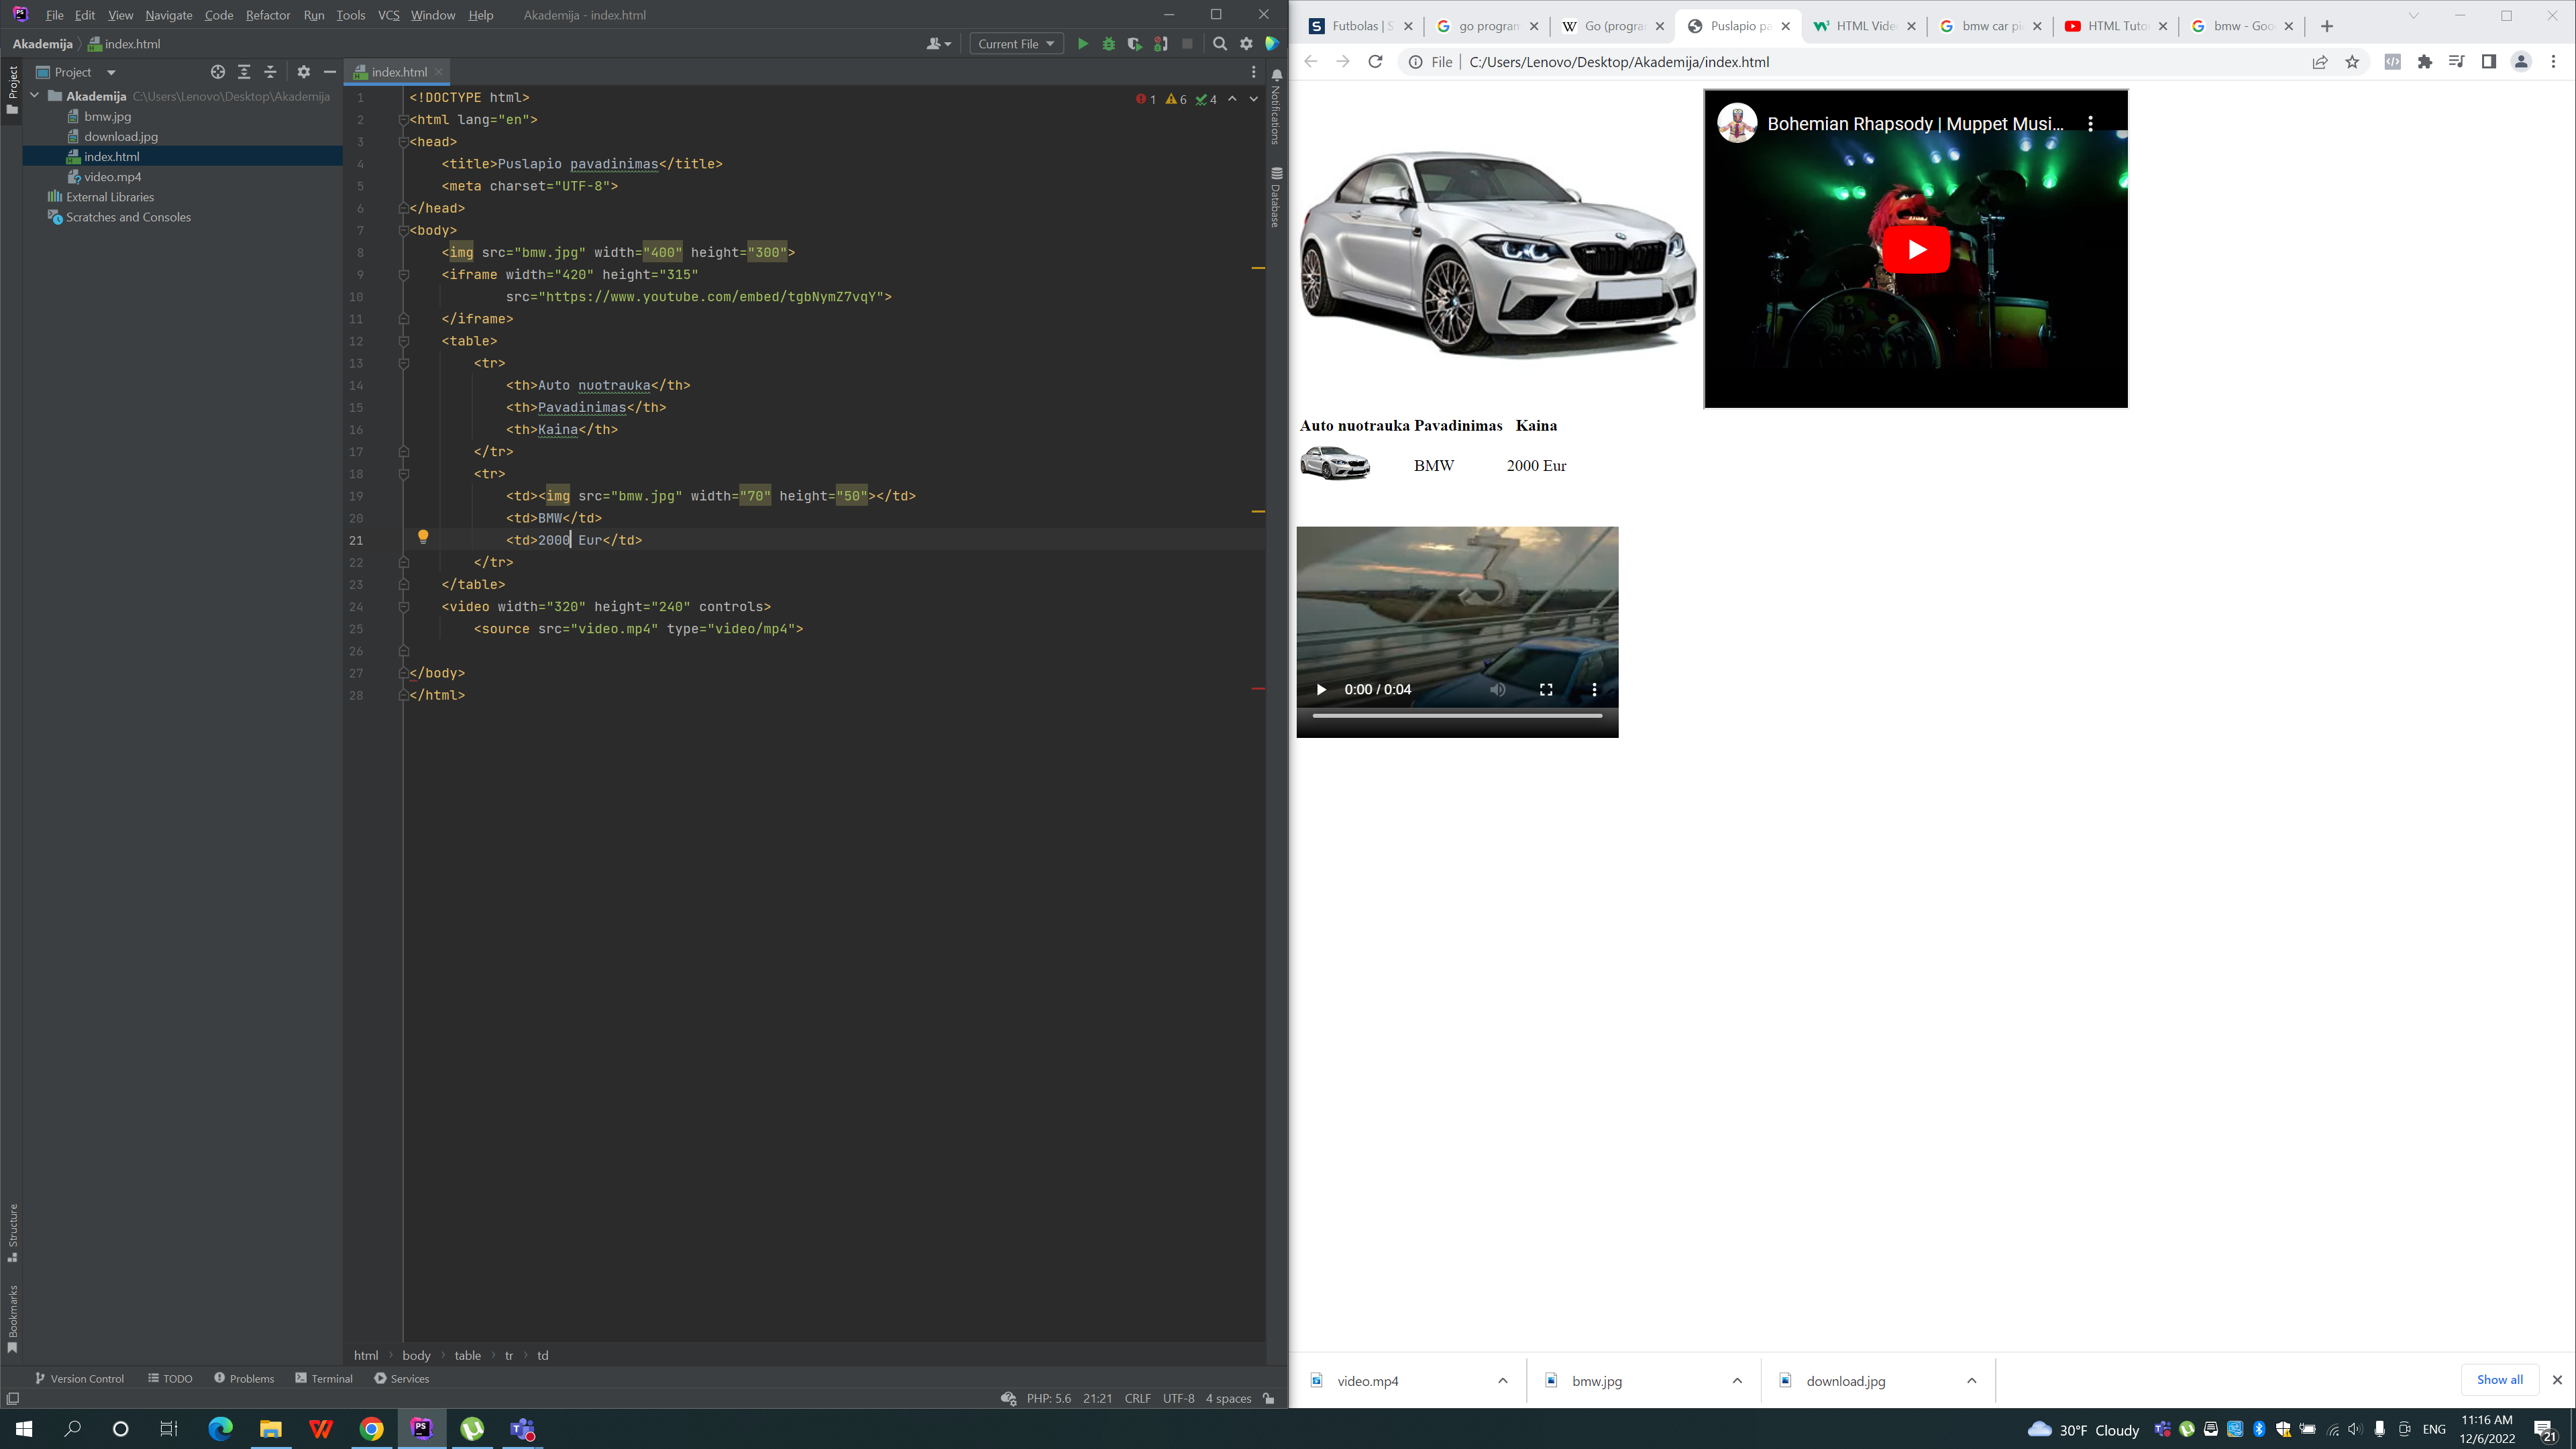 File Edit View Navigate Code Refactor Run Tools VCS Window Help Akademija - index.html
Akademija index.html Current File
Project
index.html
Akademija C:\Users\Lenovo\Desktop\Akademija
bmw.jpg
download.jpg
index.html
video.mp4
External Libraries
Scratches and Consoles
Project
Structure
Bookmarks
1 <!DOCTYPE html>
2 <html lang="en">
3 <head>
4 <title>Puslapio pavadinimas</title>
5 <meta charset="UTF-8">
6 </head>
7 <body>
8 <img src="bmw.jpg" width="400" height="300">
9 <iframe width="420" height="315"
10 src="https://www.youtube.com/embed/tgbNymZ7vqY">
11 </iframe>
12 <table>
13 <tr>
14 <th>Auto nuotrauka</th>
15 <th>Pavadinimas</th>
16 <th>Kaina</th>
17 </tr>
18 <tr>
19 <td><img src="bmw.jpg" width="70" height="50"></td>
20 <td>BMW</td>
21 <td>2000 Eur</td>
22 </tr>
23 </table>
24 <video width="320" height="240" controls>
25 <source src="video.mp4" type="video/mp4">
26
27 </body>
28 </html>
1 6 4
Notifications
Database
html body table tr td
Version Control TODO Problems Terminal Services
PHP: 5.6 21:21 CRLF UTF-8 4 spaces
Futbolas | S go program Go (progra Puslapio pa HTML Vide bmw car pi HTML Tuto bmw - Goo
File C:/Users/Lenovo/Desktop/Akademija/index.html
Bohemian Rhapsody | Muppet Musi...
Auto nuotrauka Pavadinimas Kaina
BMW 2000 Eur
0:00 / 0:04
video.mp4 bmw.jpg download.jpg Show all
30°F Cloudy ENG 11:16 AM
12/6/2022 21